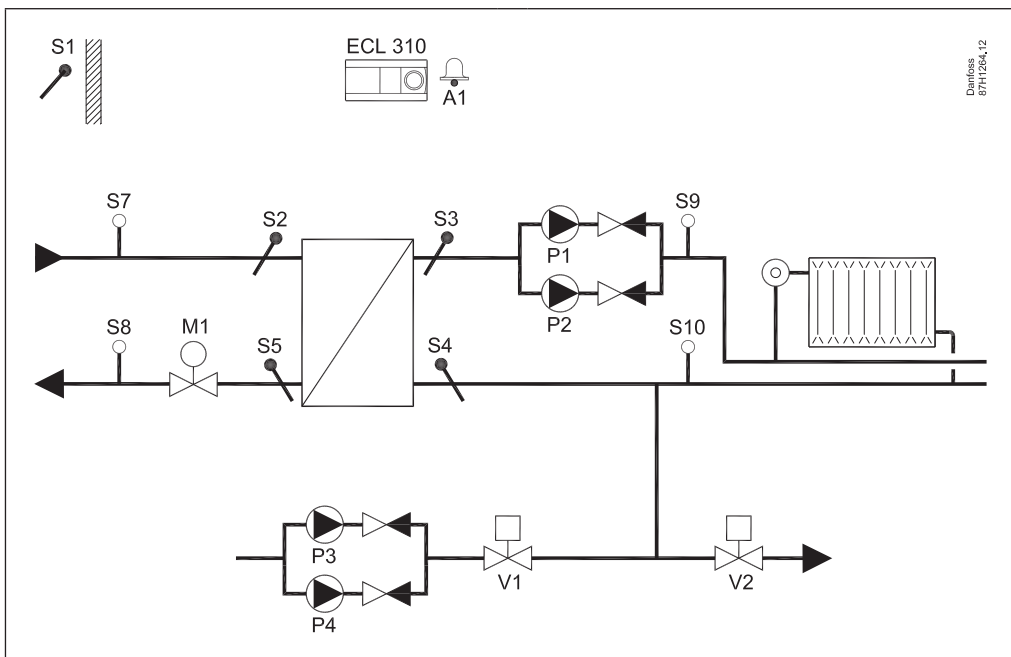 S1
ECL 310
A1
Danfoss
87H1264.12
S7
S2
S3
P1
S9
P2
S8
M1
S5
S4
S10
P3
V1
V2
P4